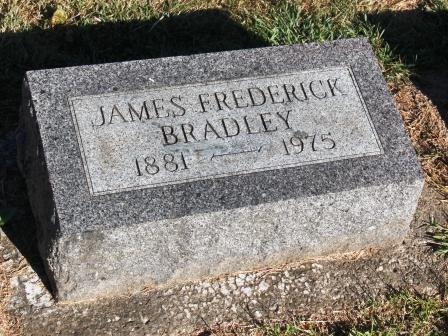 JAMES FREDERICK
BRADLEY
1881 — 1975